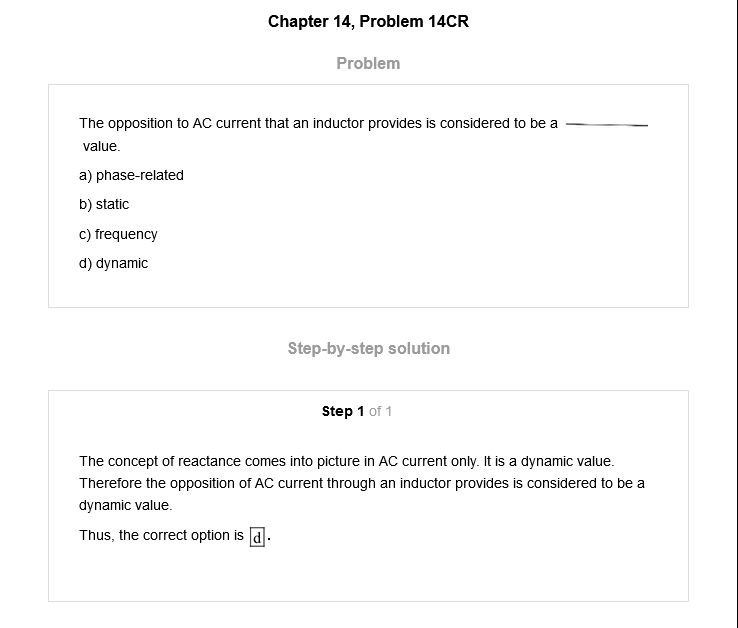 Chapter 14, Problem 14CR
Problem
The opposition to AC current that an inductor provides is considered to be a
value.
a) phase-related
b) static
c) frequency
d) dynamic
Step-by-step solution
Step 1 of 1
The concept of reactance comes into picture in AC current only. It is a dynamic value.
Therefore the opposition of AC current through an inductor provides is considered to be a
dynamic value.
Thus, the correct option is d.